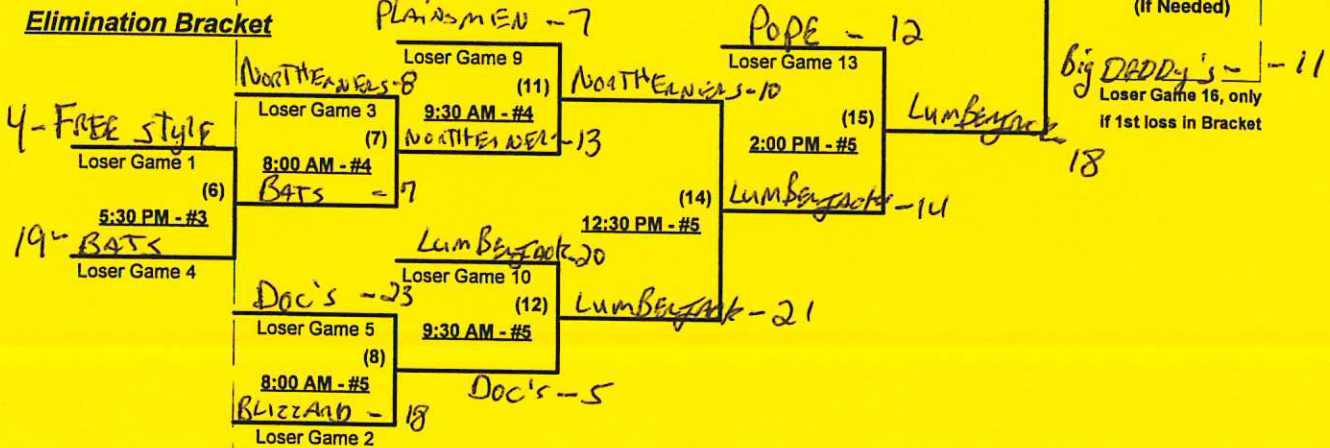 Elimination Bracket
PLAINSMEN - 7
Loser Game 9
POPE - 12
Loser Game 13
(If Needed)
Big DADDy's - - 11
Loser Game 16, only
if 1st loss in Bracket
NORTHERNERS-8
Loser Game 3
(11)
9:30 AM - #4
NORTHERNERS-10
(15)
2:00 PM - #5
LumBERJACK
18
4- FREE STylE
Loser Game 1
(7)
8:00 AM - #4
NORTHERNERS-13
BATS - 7
(6)
5:30 PM - #3
19- BATS
Loser Game 4
(14)
12:30 PM - #5
LumBERJACK -14
LumBERJACK-20
Loser Game 10
(12)
9:30 AM - #5
LumBERJACK - 21
Doc's - 23
Loser Game 5
(8)
8:00 AM - #5
Doc's - 5
BLIZZARD - 18
Loser Game 2